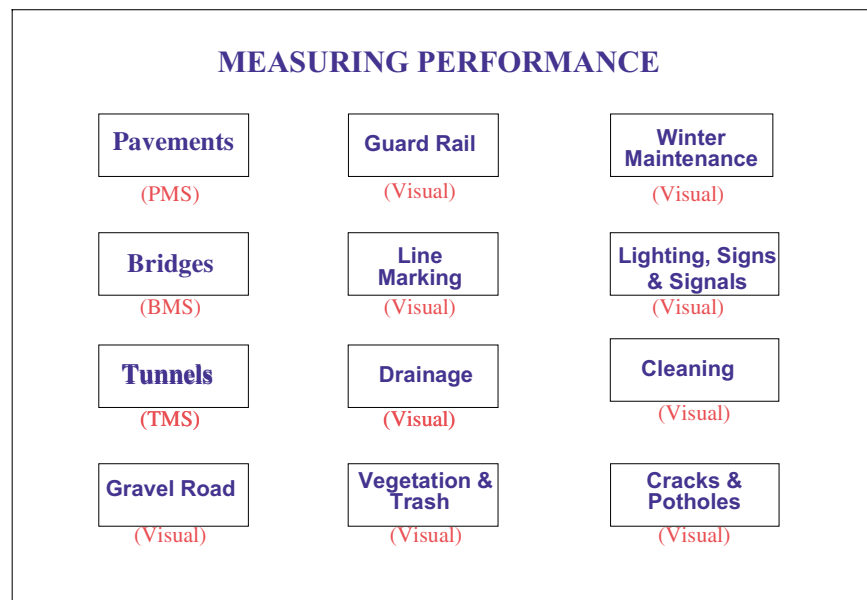 MEASURING PERFORMANCE
Pavements
(PMS)
Guard Rail
(Visual)
Winter
Maintenance
(Visual)
Bridges
(BMS)
Line
Marking
(Visual)
Lighting, Signs
& Signals
(Visual)
Tunnels
(TMS)
Drainage
(Visual)
Cleaning
(Visual)
Gravel Road
(Visual)
Vegetation &
Trash
(Visual)
Cracks &
Potholes
(Visual)